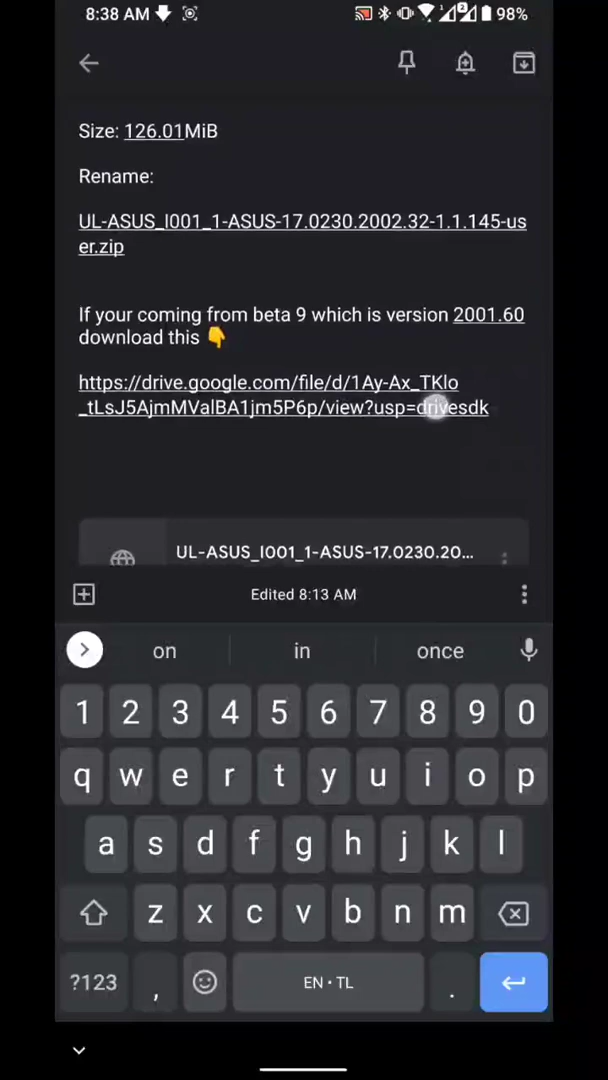 8:38 AM 98%
Size: 126.01MiB
Rename:
UL-ASUS_I001_1-ASUS-17.0230.2002.32-1.1.145-us
er.zip
If your coming from beta 9 which is version 2001.60
download this 👇
https://drive.google.com/file/d/1Ay-Ax_TKlo
_tLsJ5AjmMValBA1jm5P6p/view?usp=drivesdk
UL-ASUS_I001_1-ASUS-17.0230.20...
Edited 8:13 AM
on in once
1 2 3 4 5 6 7 8 9 0
q w e r t y u i o p
a s d f g h j k l
z x c v b n m
?123 , EN • TL .